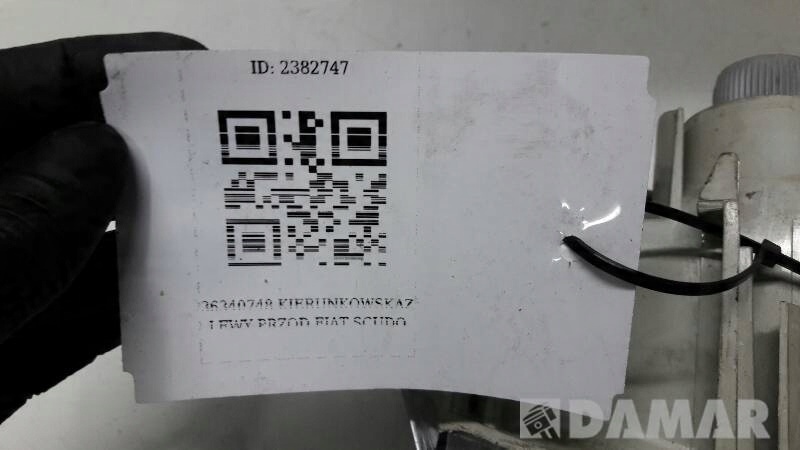 ID: 2382747
36340748 KIERUNKOWSKAZ
LEWY PRZOD FIAT SCUDO
DAMAR